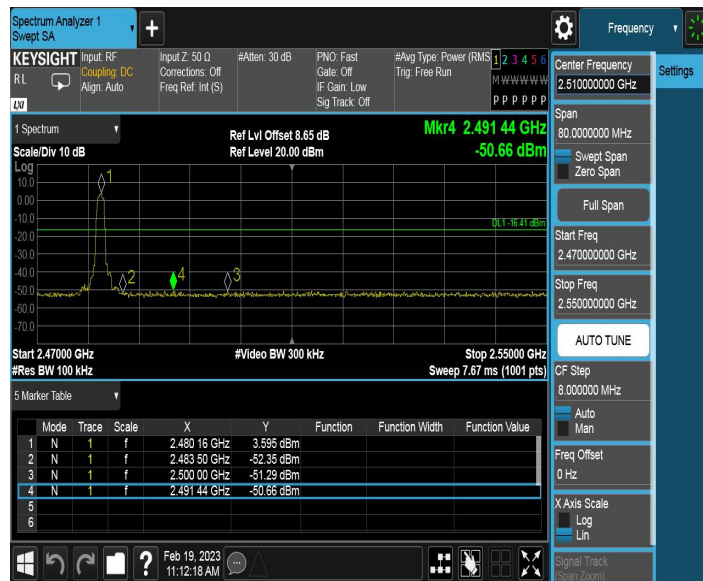 Spectrum Analyzer 1
Swept SA
Frequency
KEYSIGHT
RL
LXI
Input: RF
Coupling: DC
Align: Auto
Input Z: 50 Ω
Corrections: Off
Freq Ref: Int (S)
#Atten: 30 dB
PNO: Fast
Gate: Off
IF Gain: Low
Sig Track: Off
#Avg Type: Power (RMS
Trig: Free Run
1 2 3 4 5 6
M W W W W W
P P P P P P
1 Spectrum
Scale/Div 10 dB
Ref Lvl Offset 8.65 dB
Ref Level 20.00 dBm
Mkr4 2.491 44 GHz
-50.66 dBm
Log
10.0
0.00
-10.0
-20.0
-30.0
-40.0
-50.0
-60.0
-70.0
1
2
4
3
DL1 -16.41 dBm
Start 2.47000 GHz
#Res BW 100 kHz
#Video BW 300 kHz
Stop 2.55000 GHz
Sweep 7.67 ms (1001 pts)
5 Marker Table
Mode Trace Scale X Y Function Function Width Function Value
1 N 1 f 2.480 16 GHz 3.595 dBm
2 N 1 f 2.483 50 GHz -52.35 dBm
3 N 1 f 2.500 00 GHz -51.29 dBm
4 N 1 f 2.491 44 GHz -50.66 dBm
5
6
Feb 19, 2023
11:12:18 AM
Center Frequency
2.510000000 GHz
Settings
Span
80.0000000 MHz
Swept Span
Zero Span
Full Span
Start Freq
2.470000000 GHz
Stop Freq
2.550000000 GHz
AUTO TUNE
CF Step
8.000000 MHz
Auto
Man
Freq Offset
0 Hz
X Axis Scale
Log
Lin
Signal Track
(Span Zoom)